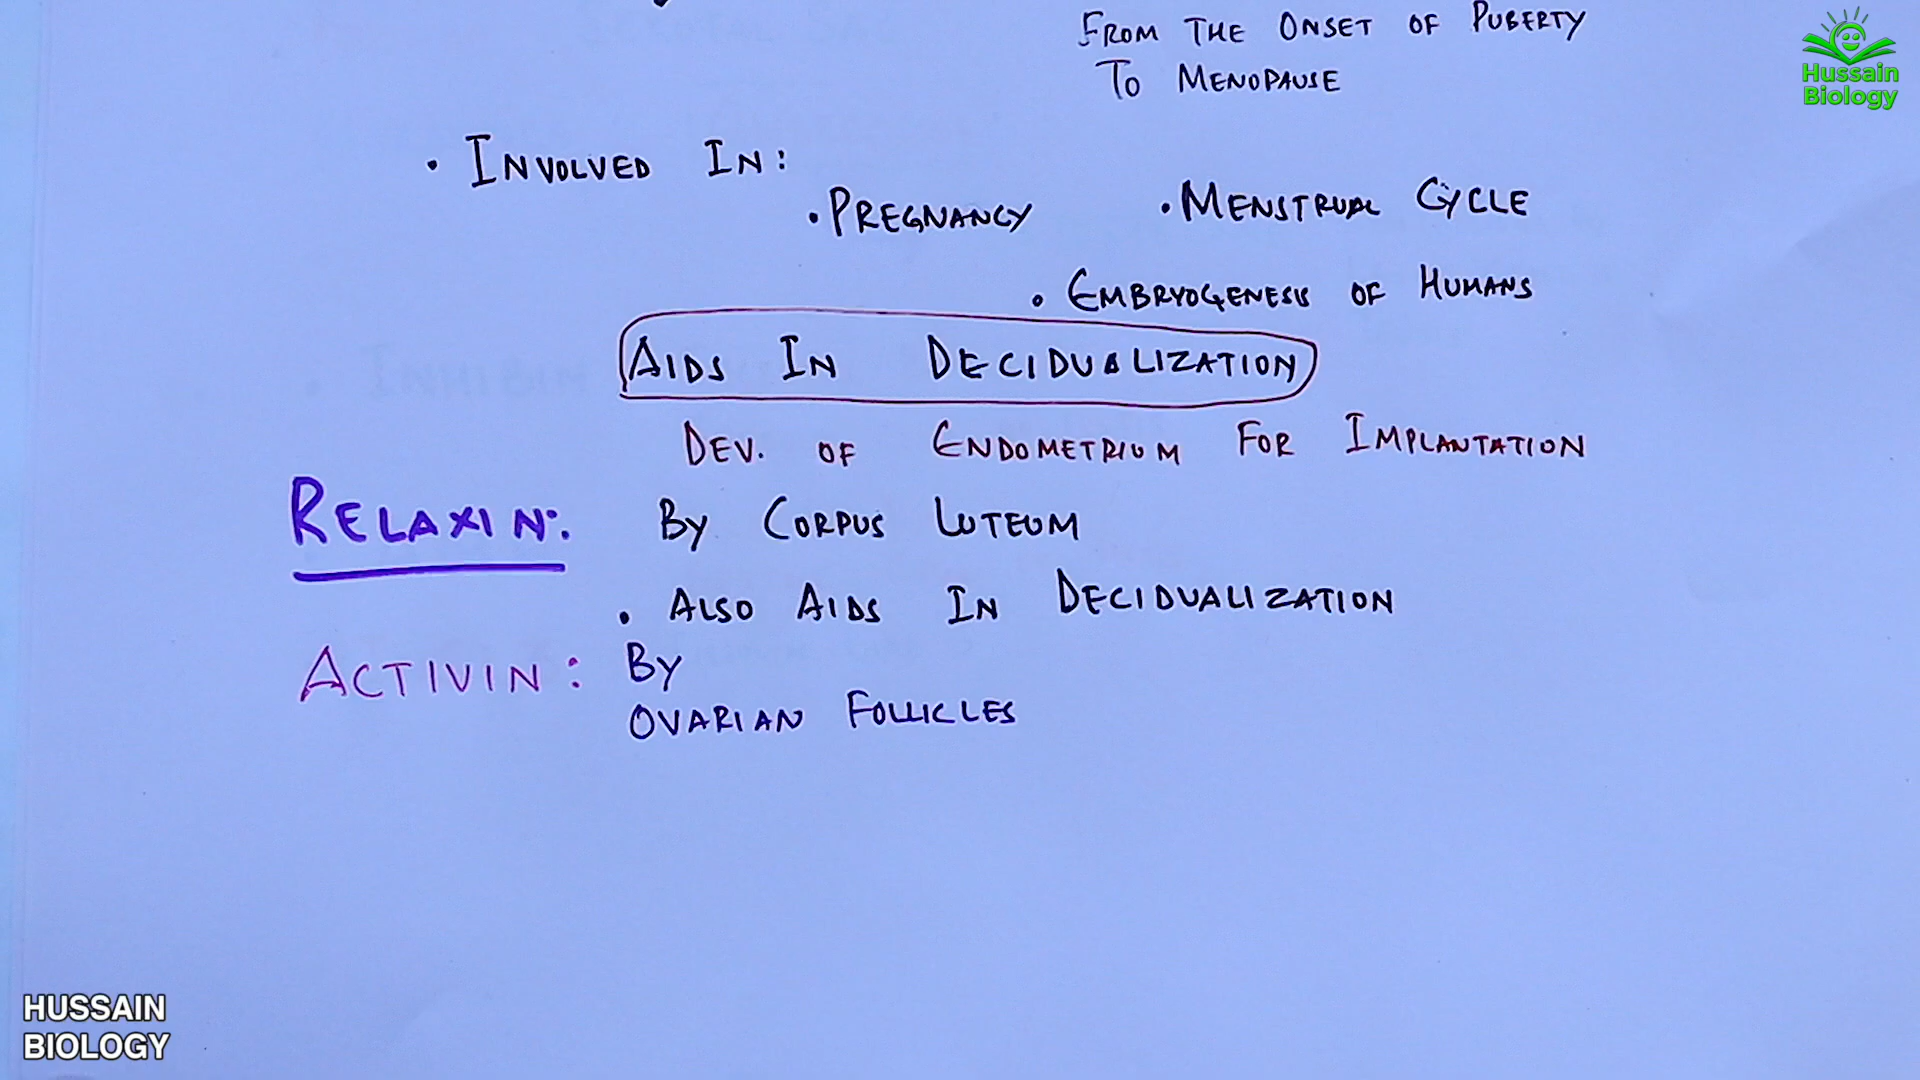 FROM THE ONSET OF PUBERTY
TO MENOPAUSE
Hussain
Biology
• INVOLVED IN:
• PREGNANCY • MENSTRUAL CYCLE
• EMBRYOGENESIS OF HUMANS
AIDS IN DECIDUALIZATION
DEV. OF ENDOMETRIUM FOR IMPLANTATION
RELAXIN: BY CORPUS LUTEUM
• ALSO AIDS IN DECIDUALIZATION
ACTIVIN: BY
OVARIAN FOLLICLES
HUSSAIN
BIOLOGY